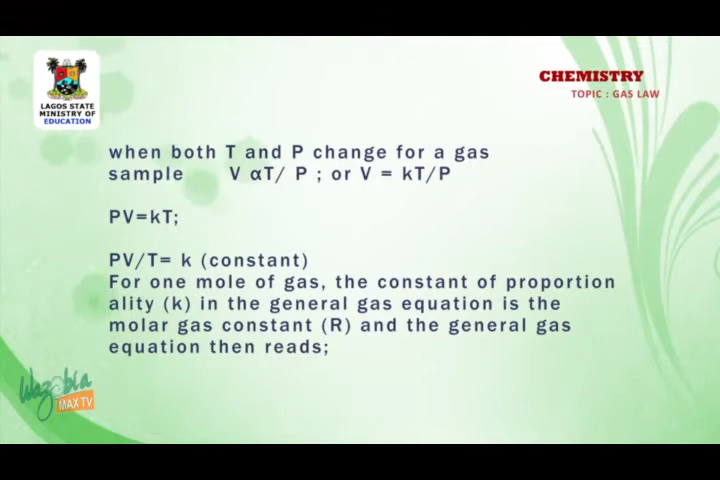 LAGOS STATE
MINISTRY OF
EDUCATION
CHEMISTRY
TOPIC : GAS LAW
when both T and P change for a gas
sample V αT/ P ; or V = kT/P
PV=kT;
PV/T= k (constant)
For one mole of gas, the constant of proportion
ality (k) in the general gas equation is the
molar gas constant (R) and the general gas
equation then reads;
Wazobia
MAX TV